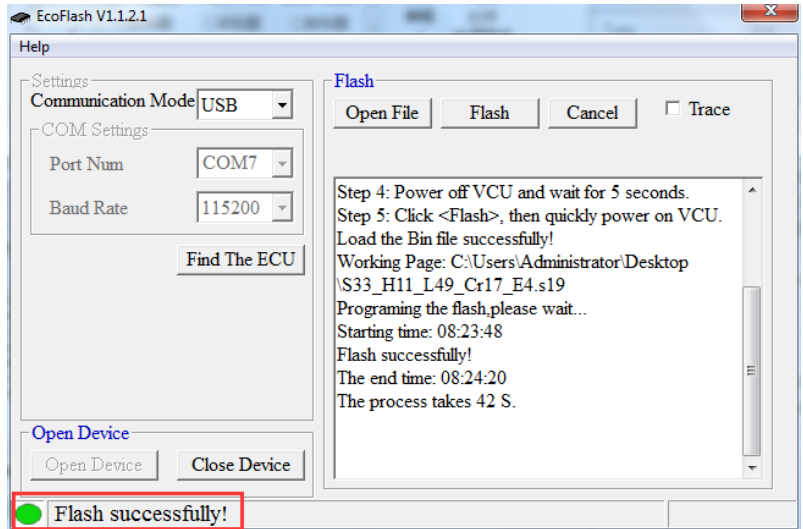 EcoFlash V1.1.2.1
Help
Settings
Communication Mode USB
COM Settings
Port Num COM7
Baud Rate 115200
Find The ECU
Open Device
Open Device Close Device
Flash
Open File Flash Cancel Trace
Step 4: Power off VCU and wait for 5 seconds.
Step 5: Click <Flash>, then quickly power on VCU.
Load the Bin file successfully!
Working Page: C:\Users\Administrator\Desktop
\S33_H11_L49_Cr17_E4.s19
Programing the flash,please wait...
Starting time: 08:23:48
Flash successfully!
The end time: 08:24:20
The process takes 42 S.
Flash successfully!